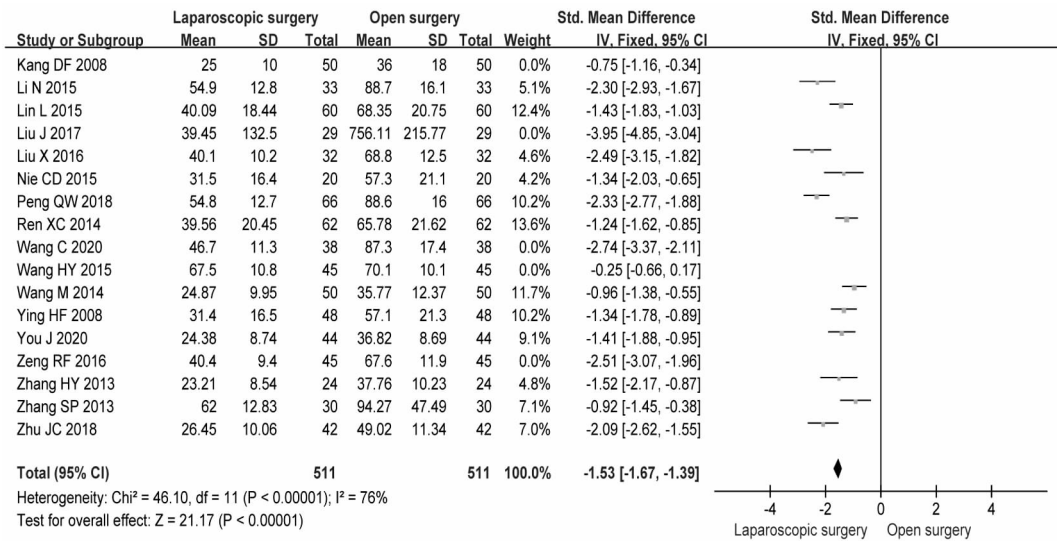 Laparoscopic surgery Open surgery Std. Mean Difference Std. Mean Difference
Study or Subgroup Mean SD Total Mean SD Total Weight IV, Fixed, 95% CI IV, Fixed, 95% CI
Kang DF 2008 25 10 50 36 18 50 0.0% -0.75 [-1.16, -0.34]
Li N 2015 54.9 12.8 33 88.7 16.1 33 5.1% -2.30 [-2.93, -1.67]
Lin L 2015 40.09 18.44 60 68.35 20.75 60 12.4% -1.43 [-1.83, -1.03]
Liu J 2017 39.45 132.5 29 756.11 215.77 29 0.0% -3.95 [-4.85, -3.04]
Liu X 2016 40.1 10.2 32 68.8 12.5 32 4.6% -2.49 [-3.15, -1.82]
Nie CD 2015 31.5 16.4 20 57.3 21.1 20 4.2% -1.34 [-2.03, -0.65]
Peng QW 2018 54.8 12.7 66 88.6 16 66 10.2% -2.33 [-2.77, -1.88]
Ren XC 2014 39.56 20.45 62 65.78 21.62 62 13.6% -1.24 [-1.62, -0.85]
Wang C 2020 46.7 11.3 38 87.3 17.4 38 0.0% -2.74 [-3.37, -2.11]
Wang HY 2015 67.5 10.8 45 70.1 10.1 45 0.0% -0.25 [-0.66, 0.17]
Wang M 2014 24.87 9.95 50 35.77 12.37 50 11.7% -0.96 [-1.38, -0.55]
Ying HF 2008 31.4 16.5 48 57.1 21.3 48 10.2% -1.34 [-1.78, -0.89]
You J 2020 24.38 8.74 44 36.82 8.69 44 9.1% -1.41 [-1.88, -0.95]
Zeng RF 2016 40.4 9.4 45 67.6 11.9 45 0.0% -2.51 [-3.07, -1.96]
Zhang HY 2013 23.21 8.54 24 37.76 10.23 24 4.8% -1.52 [-2.17, -0.87]
Zhang SP 2013 62 12.83 30 94.27 47.49 30 7.1% -0.92 [-1.45, -0.38]
Zhu JC 2018 26.45 10.06 42 49.02 11.34 42 7.0% -2.09 [-2.62, -1.55]
Total (95% CI) 511 511 100.0% -1.53 [-1.67, -1.39]
Heterogeneity: Chi² = 46.10, df = 11 (P < 0.00001); I² = 76%
Test for overall effect: Z = 21.17 (P < 0.00001)
-4 -2 0 2 4
Laparoscopic surgery Open surgery